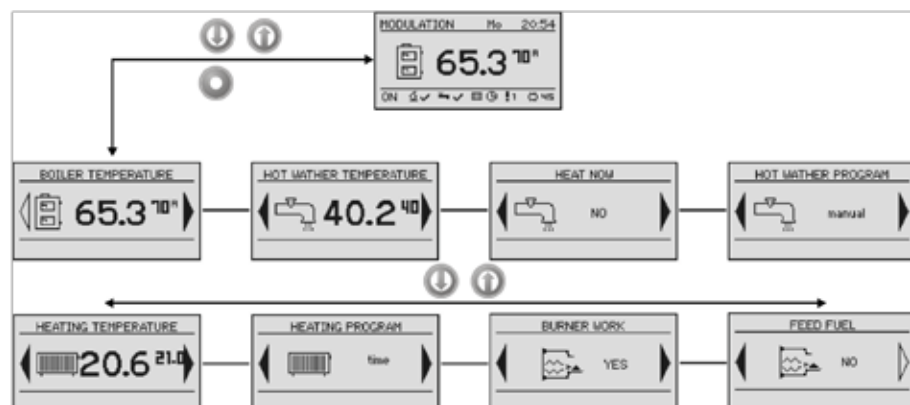 MODULATION Mo 20:54
65.3 70"
ON 1 45
BOILER TEMPERATURE
65.3 70"
HOT WATHER TEMPERATURE
40.2 40
HEAT NOW
NO
HOT WATHER PROGRAM
manual
HEATING TEMPERATURE
20.6 21.0
HEATING PROGRAM
time
BURNER WORK
YES
FEED FUEL
NO